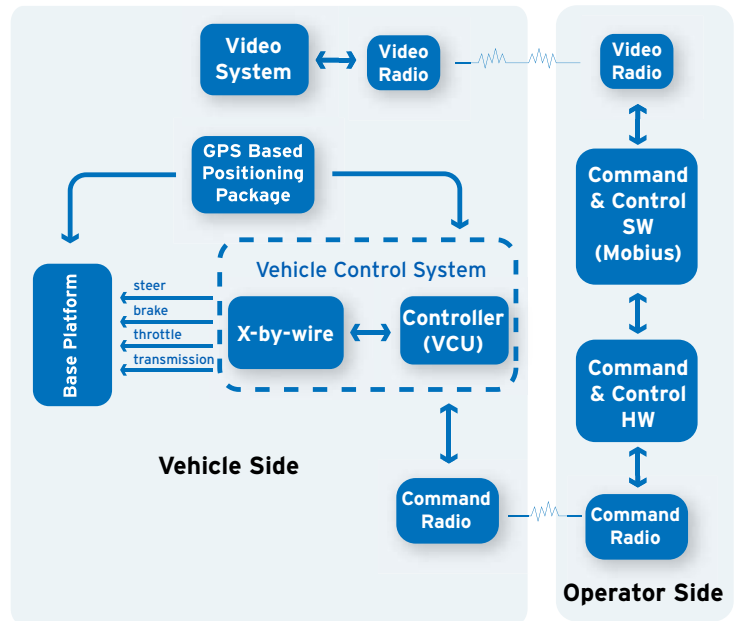 Video
System
Video
Radio
Video
Radio
GPS Based
Positioning
Package
Command
& Control
SW
(Mobius)
Vehicle Control System
Base Platform
steer
brake
throttle
transmission
X-by-wire
Controller
(VCU)
Command
& Control
HW
Vehicle Side
Command
Radio
Command
Radio
Operator Side